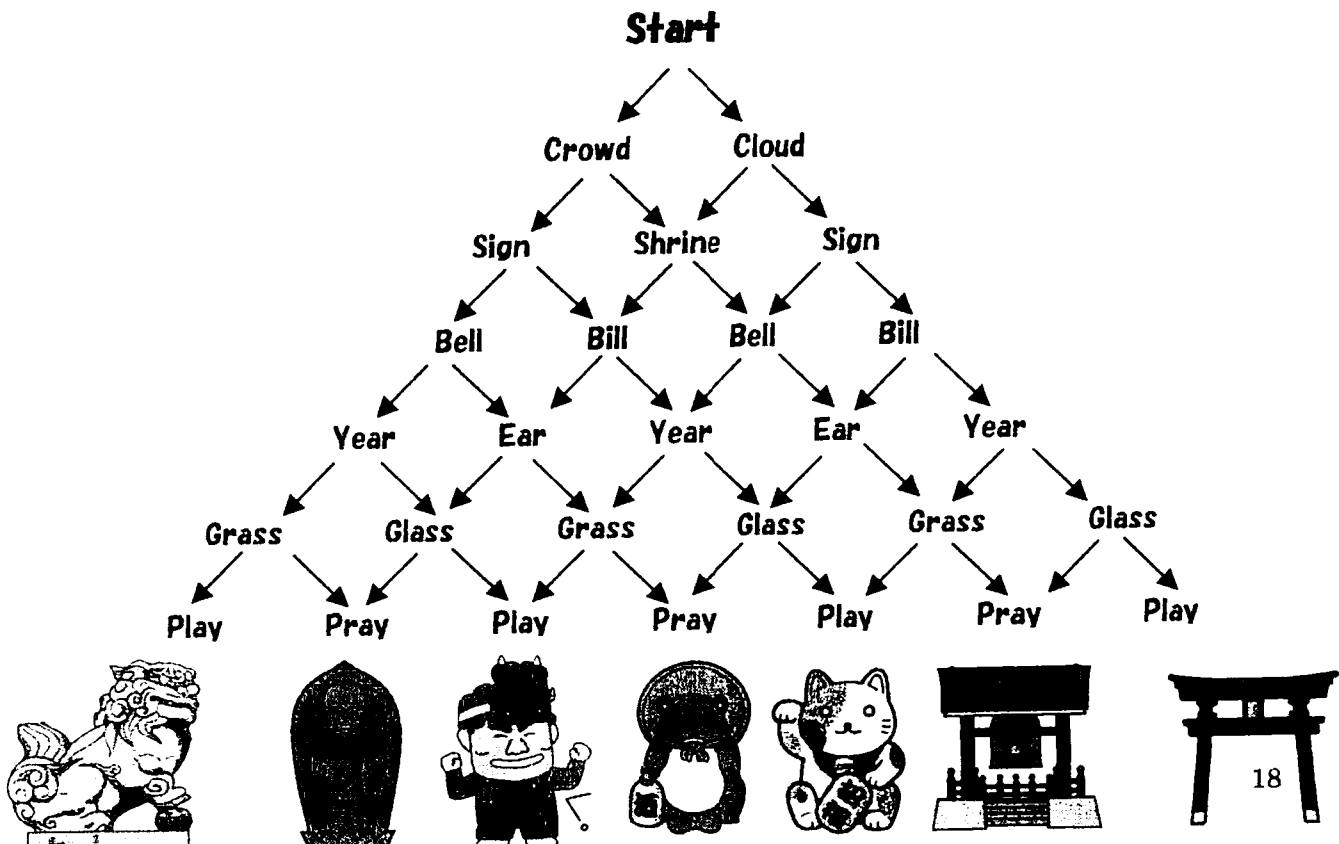 Start
Crowd Cloud
Sign Shrine Sign
Bell Bill Bell Bill
Year Ear Year Ear Year
Grass Glass Grass Glass Grass Glass
Play Pray Play Pray Play Pray Play
18